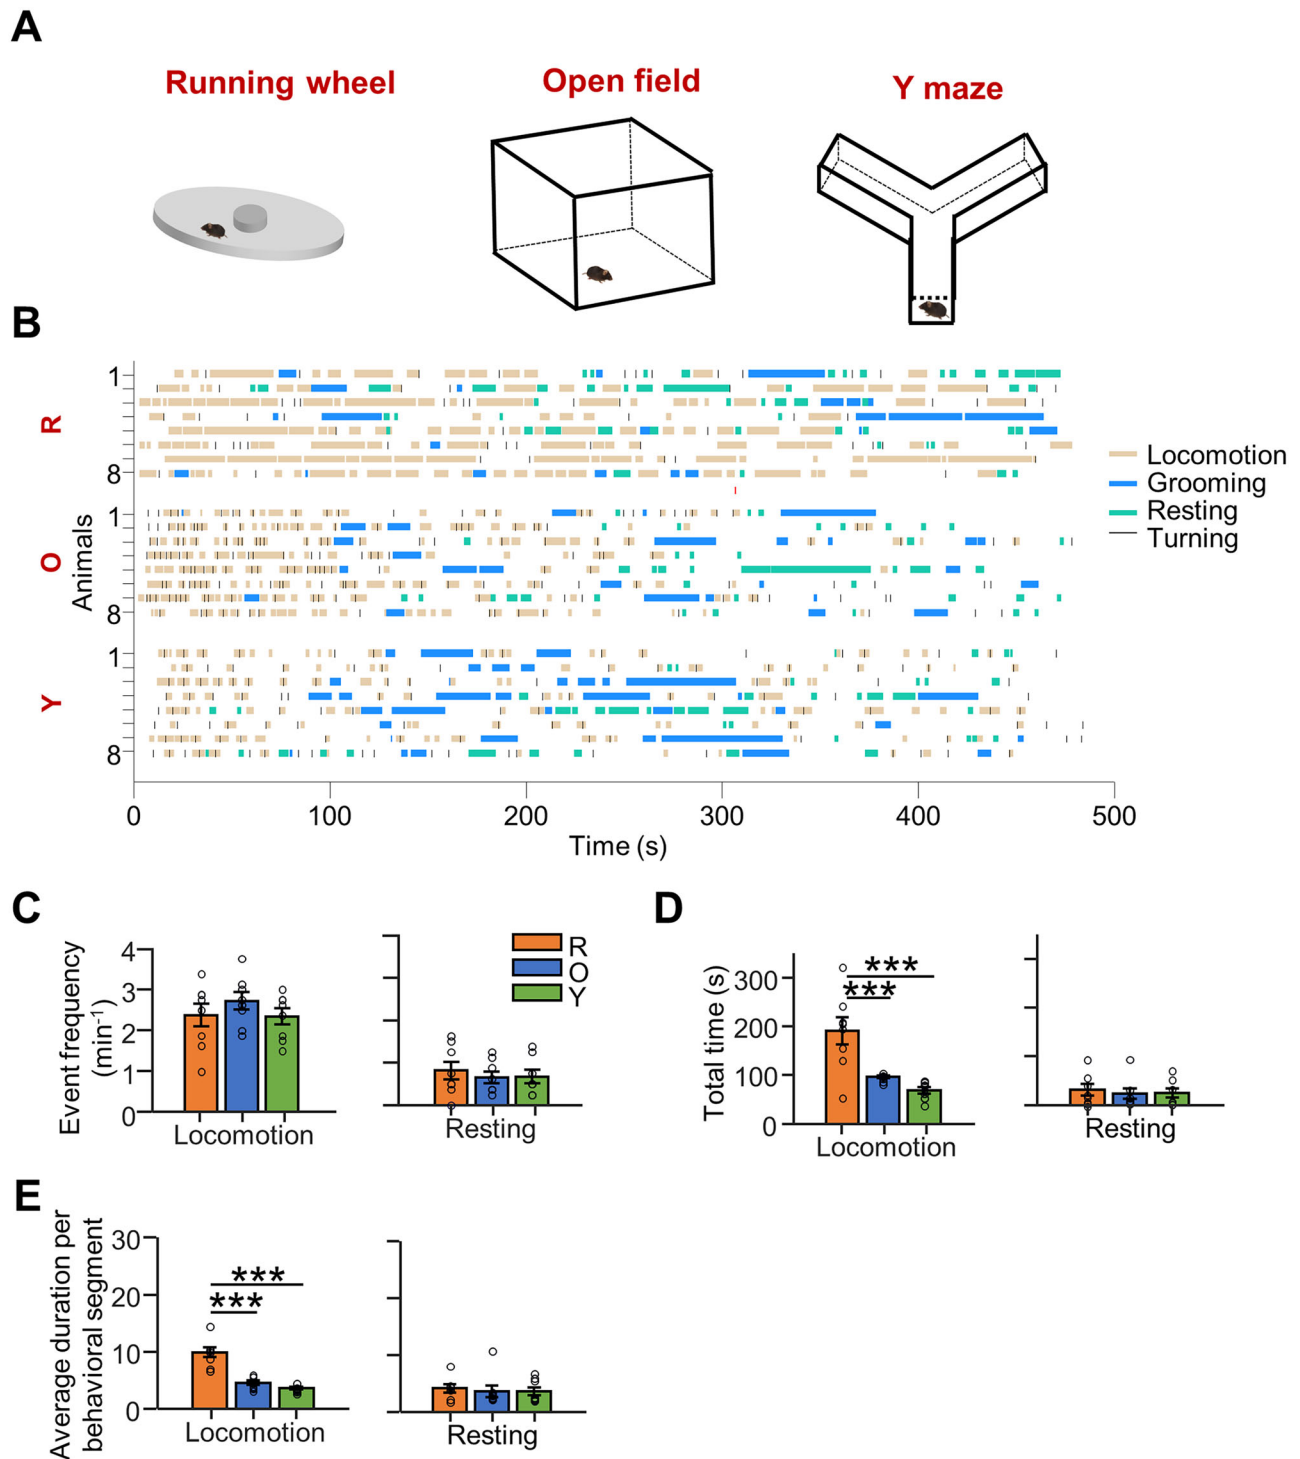 A
Running wheel
Open field
Y maze
B
1
R
8
1
O
8
1
Y
8
Animals
Locomotion
Grooming
Resting
Turning
0 100 200 300 400 500
Time (s)
C
Event frequency
(min-1)
4
3
2
1
0
Locomotion
Resting
R
O
Y
D
Total time (s)
300
200
100
0
***
***
Locomotion
Resting
E
Average duration per
behavioral segment
30
20
10
0
***
***
Locomotion
Resting